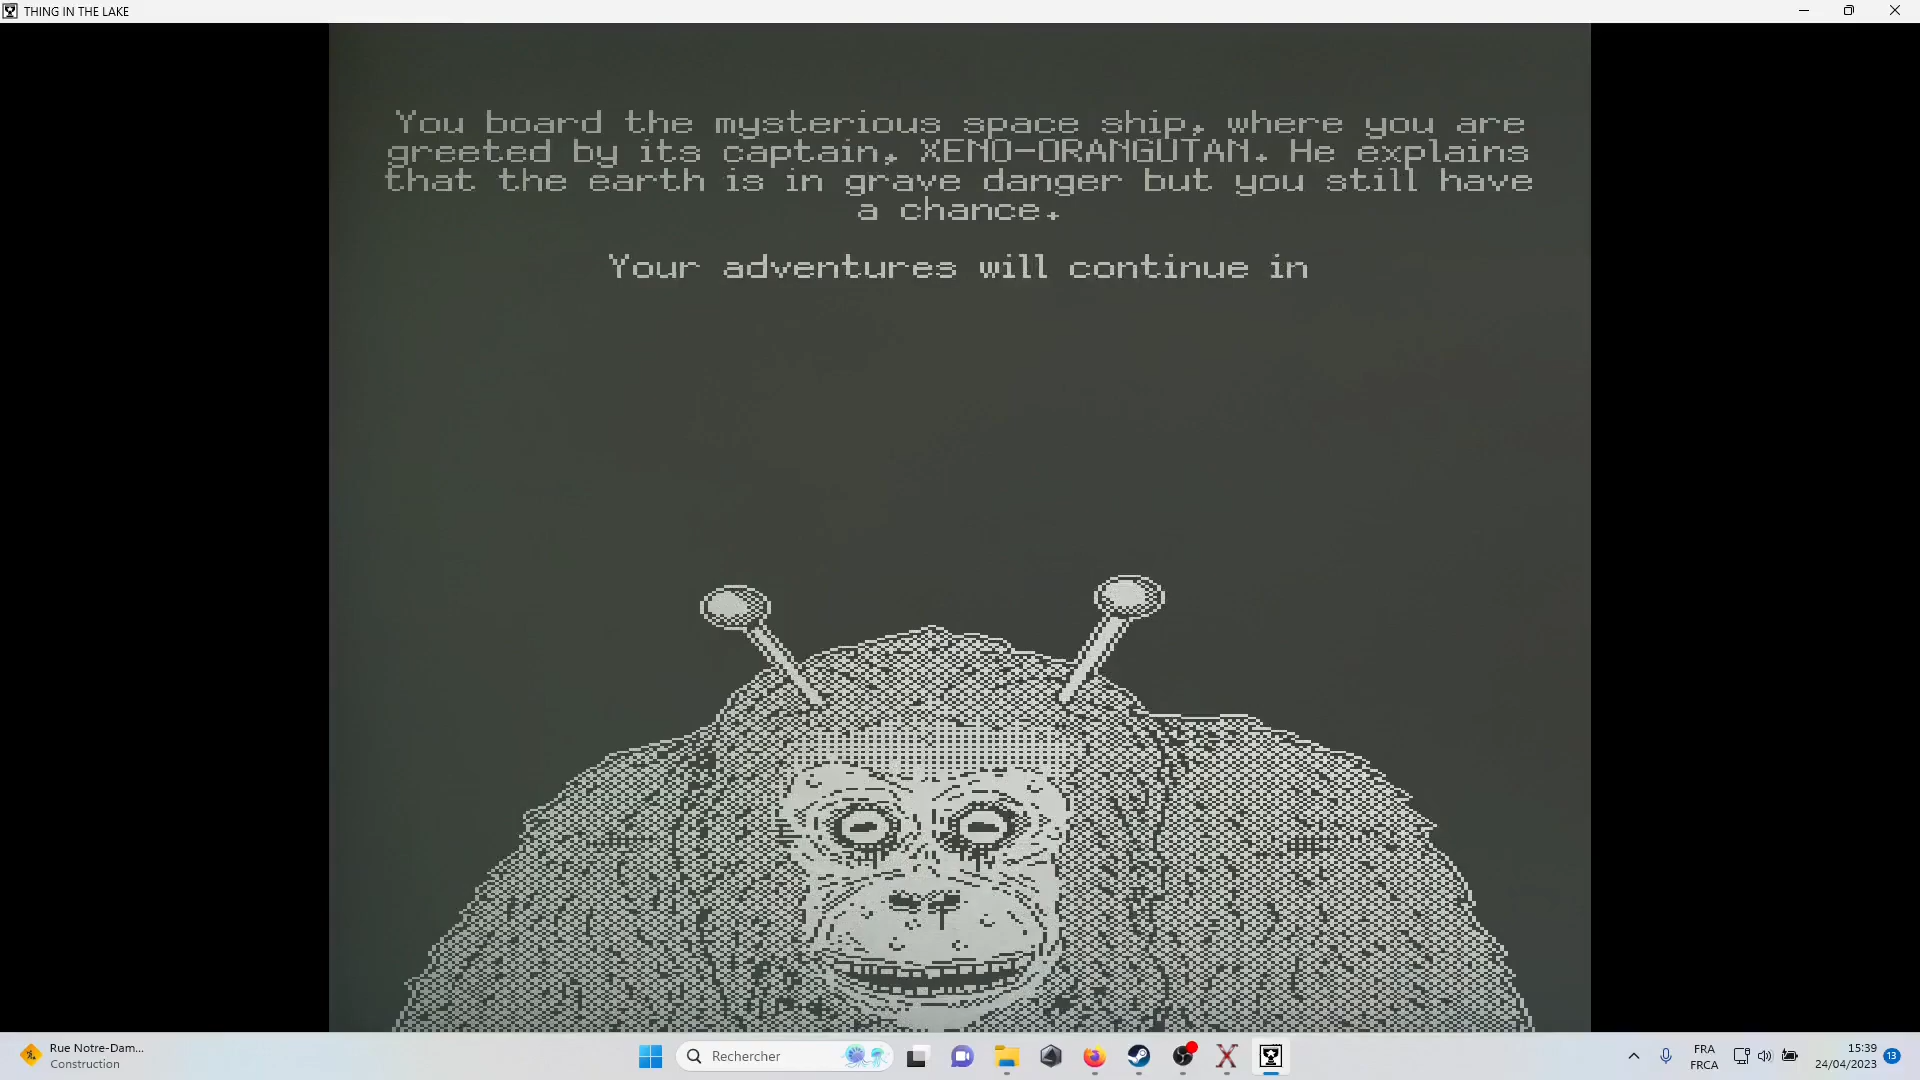 THING IN THE LAKE
You board the mysterious space ship, where you are
greeted by its captain, XENO-ORANGUTAN. He explains
that the earth is in grave danger but you still have
a chance.
Your adventures will continue in
Rue Notre-Dam...
Construction
Rechercher
FRA
FRCA
15:39
24/04/2023
13